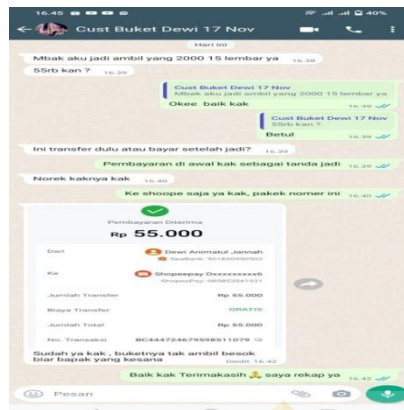 16.45
40%
Cust Buket Dewi 17 Nov
Hari ini
Mbak aku jadi ambil yang 2000 15 lembar ya 16.38
55rb kan ? 16.39
Cust Buket Dewi 17 Nov
Mbak aku jadi ambil yang 2000 15 lembar ya
Okee baik kak 16.39
Cust Buket Dewi 17 Nov
55rb kan ?
Betul 16.39
Ini transfer dulu atau bayar setelah jadi? 16.39
Pembayaran di awal kak sebagai tanda jadi 16.39
Norek kaknya kak 16.40
Ke shoope saja ya kak, pakek nomer ini 16.40
Pembayaran Diterima
Rp 55.000
Dari Dewi Animatul Jannah
Ke Shopeepay Dxxxxxxxxx6
Jumlah Transfer Rp 55.000
Biaya Transfer GRATIS
Jumlah Total Rp 55.000
No. Transaksi
Sudah ya kak , buketnya tak ambil besok
biar bapak yang kesana Diedit 16.42
Baik kak Terimakasih saya rekap ya 16.42
Pesan